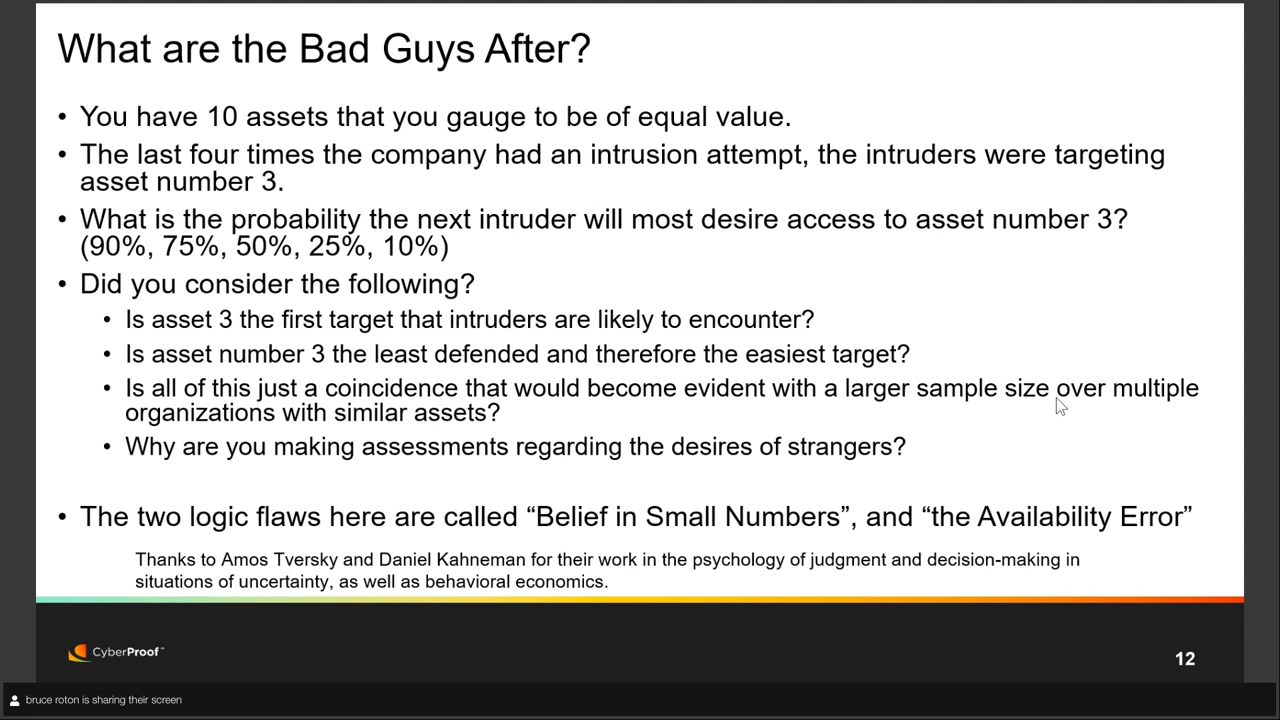 What are the Bad Guys After?
• You have 10 assets that you gauge to be of equal value.
• The last four times the company had an intrusion attempt, the intruders were targeting
asset number 3.
• What is the probability the next intruder will most desire access to asset number 3?
(90%, 75%, 50%, 25%, 10%)
• Did you consider the following?
• Is asset 3 the first target that intruders are likely to encounter?
• Is asset number 3 the least defended and therefore the easiest target?
• Is all of this just a coincidence that would become evident with a larger sample size over multiple
organizations with similar assets?
• Why are you making assessments regarding the desires of strangers?
• The two logic flaws here are called “Belief in Small Numbers”, and “the Availability Error”
Thanks to Amos Tversky and Daniel Kahneman for their work in the psychology of judgment and decision-making in
situations of uncertainty, as well as behavioral economics.
CyberProof™
12
bruce roton is sharing their screen